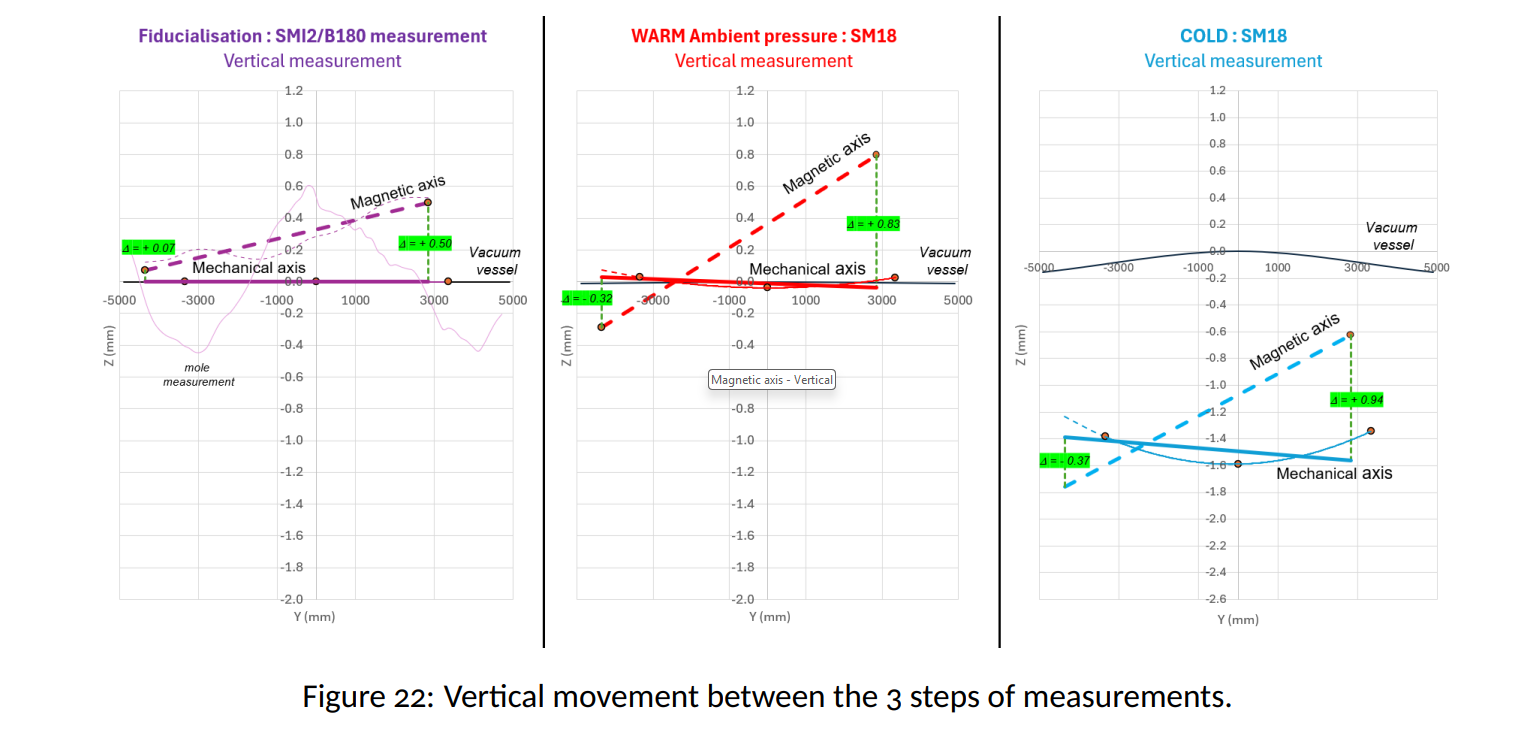 Fiducialisation : SMI2/B180 measurement
Vertical measurement
1.2
1.0
0.8
0.6
Magnetic axis
0.4
Δ = + 0.07
Δ = + 0.50
0.2
Vacuum
vessel
Mechanical axis
0.0
-5000
-3000
-1000
1000
3000
5000
-0.2
Z (mm)
-0.4
mole
measurement
-0.6
-0.8
-1.0
-1.2
-1.4
-1.6
-1.8
-2.0
Y (mm)
WARM Ambient pressure : SM18
Vertical measurement
1.2
1.0
0.8
Magnetic axis
0.6
0.4
Δ = + 0.83
0.2
Vacuum
vessel
Mechanical axis
0.0
Δ = - 0.32
-3000
-1000
1000
3000
5000
-0.2
Z (mm)
-0.4
Magnetic axis - Vertical
-0.6
-0.8
-1.0
-1.2
-1.4
-1.6
-1.8
-2.0
Y (mm)
COLD : SM18
Vertical measurement
1.2
1.0
0.8
0.6
0.4
0.2
Vacuum
vessel
0.0
-5000
-3000
-1000
1000
3000
5000
-0.2
-0.4
-0.6
Magnetic axis
Z (mm)
-0.8
-1.0
Δ = + 0.94
-1.2
-1.4
Δ = - 0.37
-1.6
Mechanical axis
-1.8
-2.0
-2.2
-2.4
-2.6
Y (mm)
Figure 22: Vertical movement between the 3 steps of measurements.